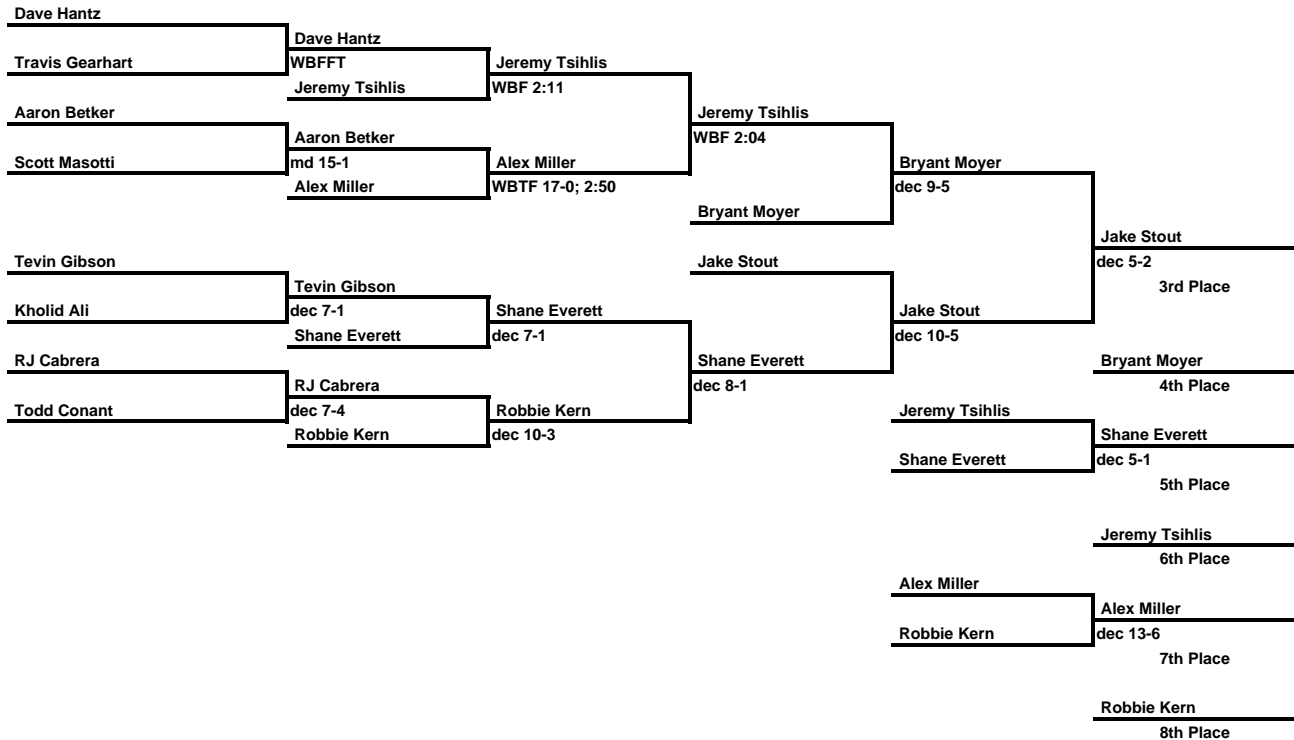 Dave Hantz
Dave Hantz
Travis Gearhart
WBFFT
Jeremy Tsihlis
Jeremy Tsihlis
WBF 2:11
Aaron Betker
Jeremy Tsihlis
Aaron Betker
WBF 2:04
Scott Masotti
md 15-1
Alex Miller
Bryant Moyer
Alex Miller
WBTF 17-0; 2:50
dec 9-5
Bryant Moyer
Jake Stout
Tevin Gibson
Jake Stout
dec 5-2
Tevin Gibson
3rd Place
Kholid Ali
dec 7-1
Shane Everett
Jake Stout
Shane Everett
dec 7-1
dec 10-5
RJ Cabrera
Shane Everett
Bryant Moyer
RJ Cabrera
dec 8-1
4th Place
Todd Conant
dec 7-4
Robbie Kern
Jeremy Tsihlis
Robbie Kern
dec 10-3
Shane Everett
Shane Everett
dec 5-1
5th Place
Jeremy Tsihlis
6th Place
Alex Miller
Alex Miller
Robbie Kern
dec 13-6
7th Place
Robbie Kern
8th Place